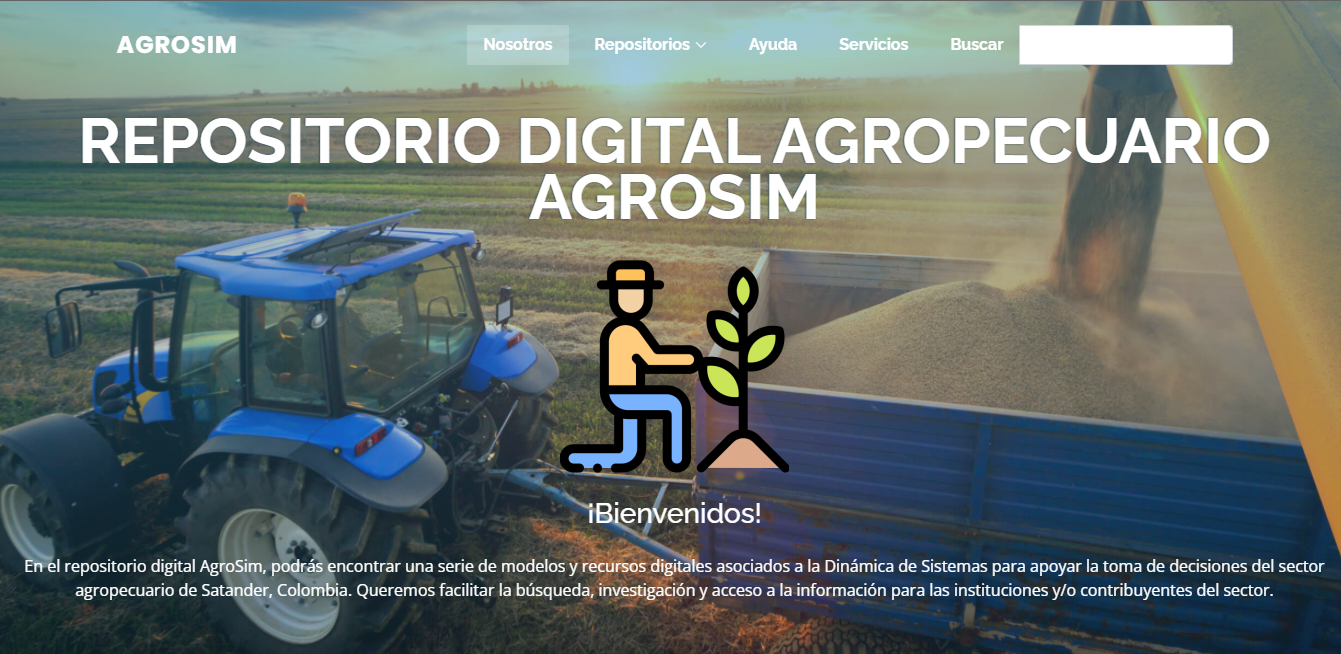 AGROSIM
Nosotros Repositorios Ayuda Servicios Buscar
REPOSITORIO DIGITAL AGROPECUARIO
AGROSIM
¡Bienvenidos!
En el repositorio digital AgroSim, podrás encontrar una serie de modelos y recursos digitales asociados a la Dinámica de Sistemas para apoyar la toma de decisiones del sector
agropecuario de Satander, Colombia. Queremos facilitar la búsqueda, investigación y acceso a la información para las instituciones y/o contribuyentes del sector.